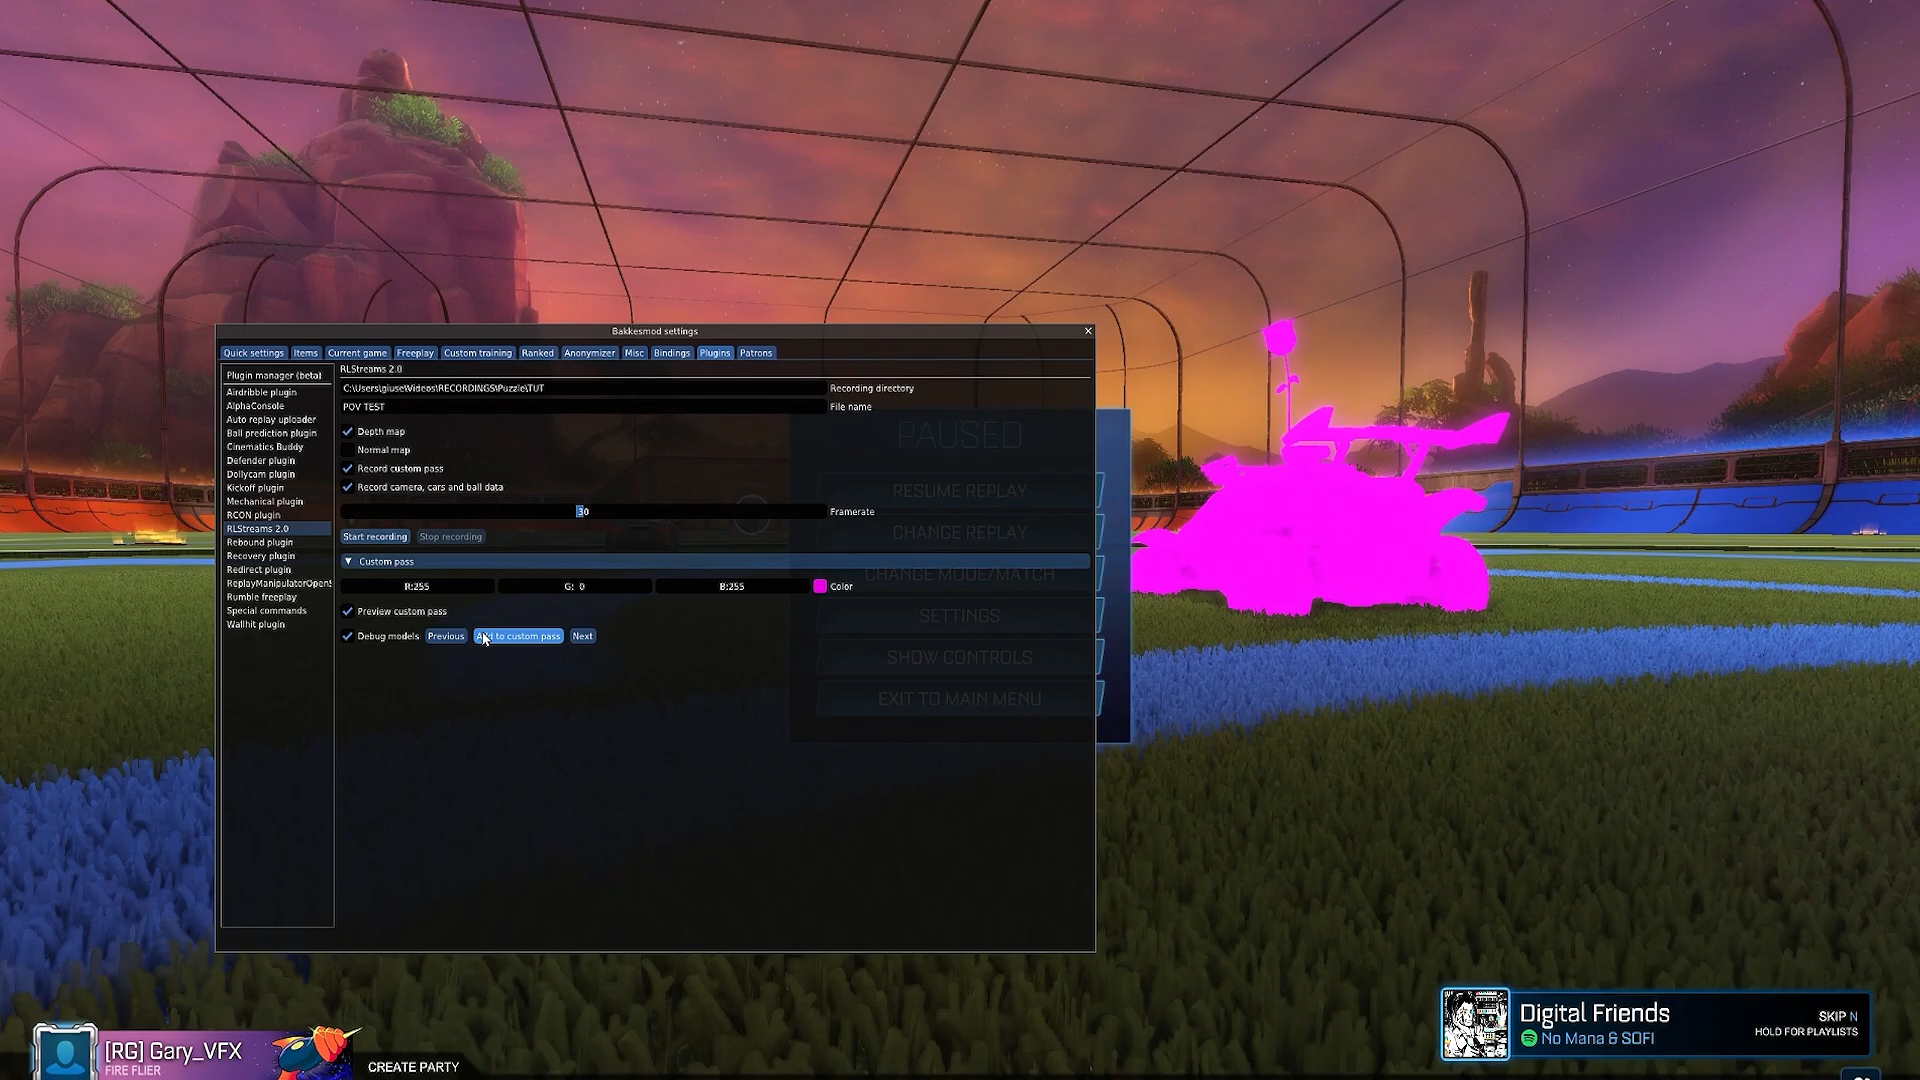 Bakkesmod settings
Quick settings Items Current game Freeplay Custom training Ranked Anonymizer Misc Bindings Plugins Patrons
Plugin manager (beta)
Airdribble plugin
AlphaConsole
Auto replay uploader
Ball prediction plugin
Cinematics Buddy
Defender plugin
Dollycam plugin
Kickoff plugin
Mechanical plugin
RCON plugin
RLStreams 2.0
Rebound plugin
Recovery plugin
Redirect plugin
ReplayManipulatorOpenS
Rumble freeplay
Special commands
Wallhit plugin
RLStreams 2.0
C:\Users\giuse\Videos\RECORDINGS\Puzzle\TUT Recording directory
POV TEST File name
Depth map
Normal map
Record custom pass
Record camera, cars and ball data
30 Framerate
Start recording Stop recording
Custom pass
R:255 G: 0 B:255 Color
Preview custom pass
Debug models Previous Add to custom pass Next
PAUSED
RESUME REPLAY
CHANGE REPLAY
CHANGE MODE/MATCH
SETTINGS
SHOW CONTROLS
EXIT TO MAIN MENU
[RG] Gary_VFX
FIRE FLIER
CREATE PARTY
Digital Friends
No Mana & SOFI
SKIP N
HOLD FOR PLAYLISTS